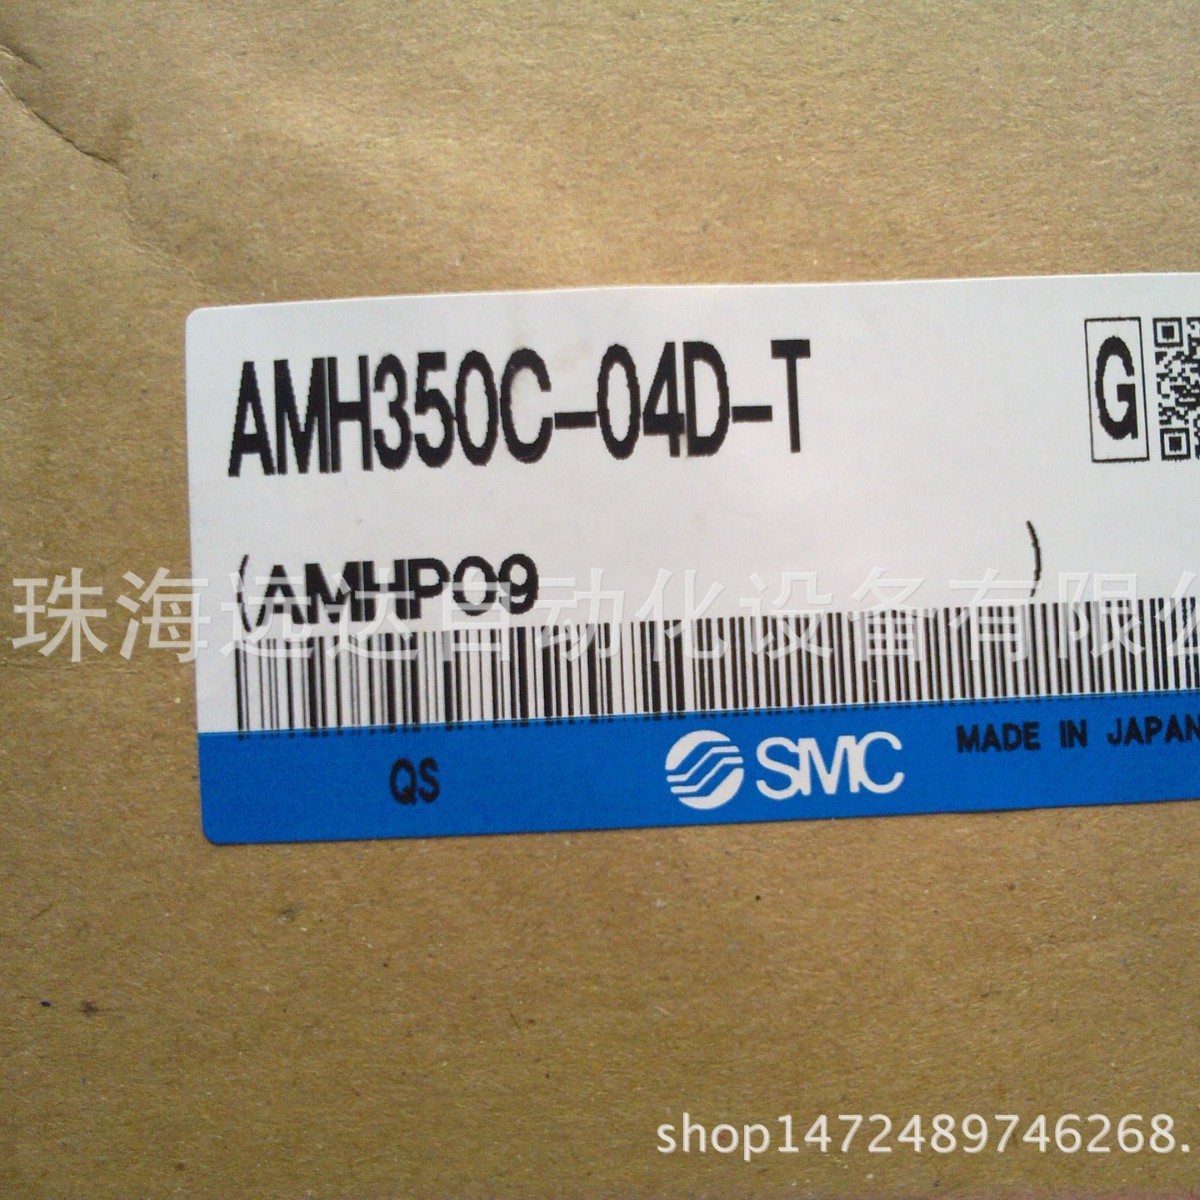 AMH350C-04D-T
G
(AMHP09 )
珠海远达自动化设备有限公
QS
SMC
MADE IN JAPAN
shop1472489746268.